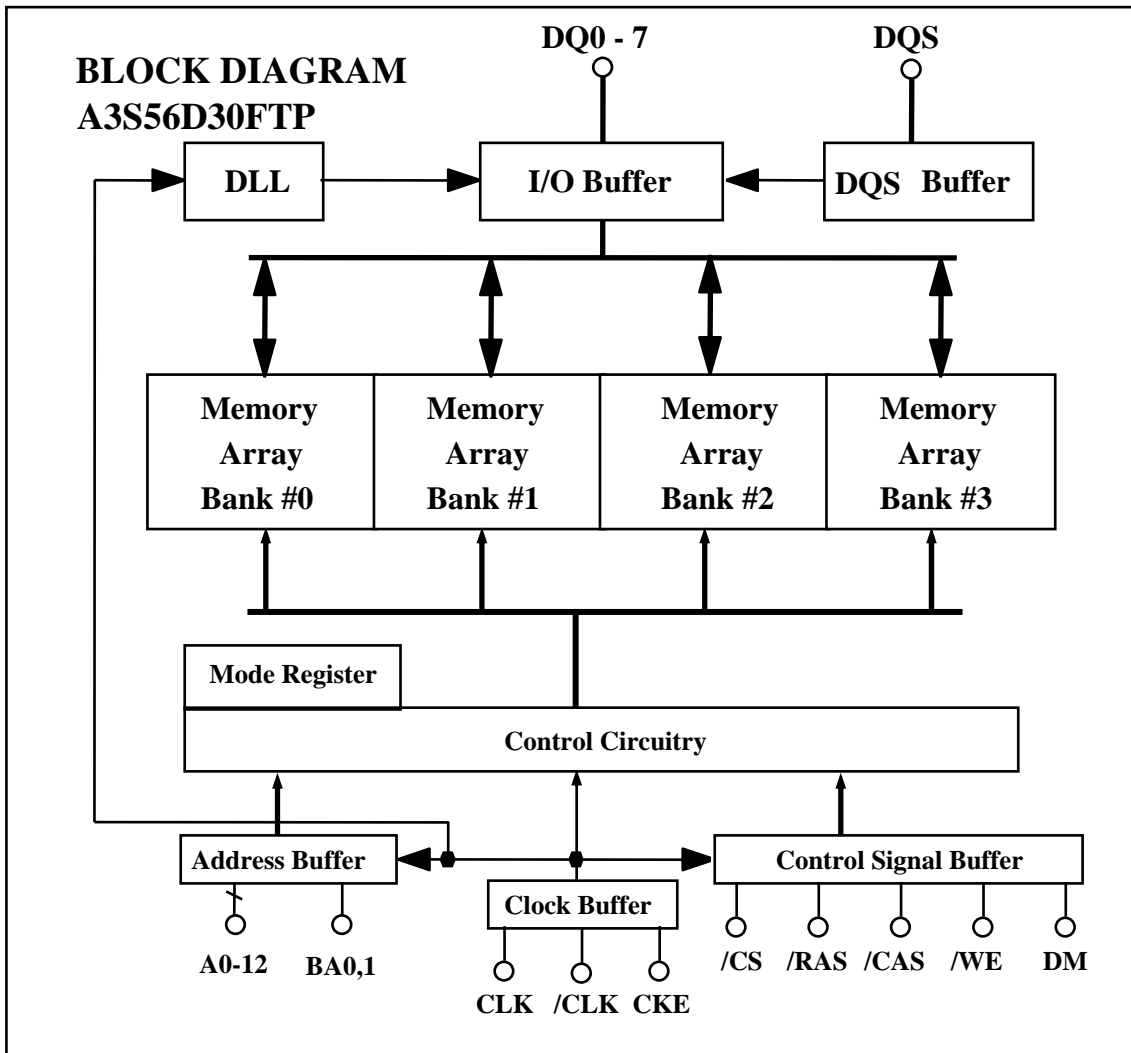 DQ0 - 7
DQS
BLOCK DIAGRAM
A3S56D30FTP
DLL
I/O Buffer
DQS Buffer
Memory
Array
Bank #0
Memory
Array
Bank #1
Memory
Array
Bank #2
Memory
Array
Bank #3
Mode Register
Control Circuitry
Address Buffer
Control Signal Buffer
Clock Buffer
A0-12
BA0,1
/CS
/RAS
/CAS
/WE
DM
CLK
/CLK
CKE